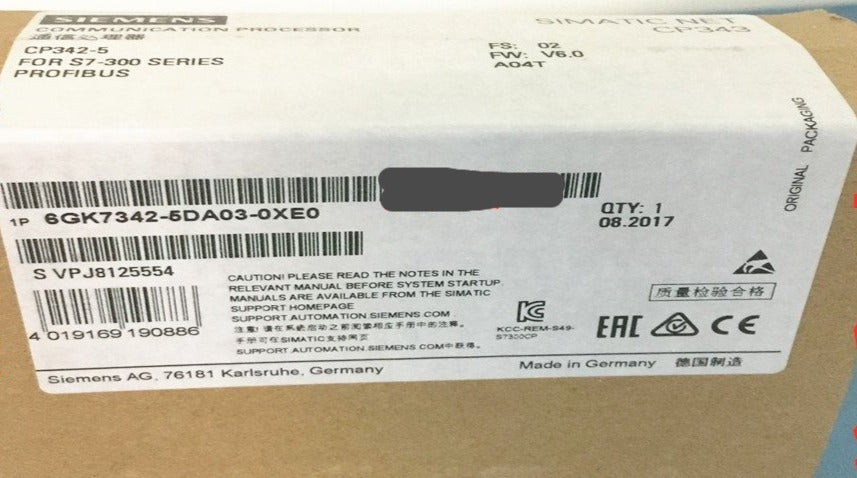 SIEMENS
COMMUNICATION PROCESSOR
通信处理器
CP342-5
FOR S7-300 SERIES
PROFIBUS
SIMATIC NET
CP343
FS: 02
FW: V6.0
A04T
ORIGINAL PACKAGING
1P 6GK7342-5DA03-0XE0
QTY: 1
08.2017
S VPJ8125554
4 019169 190886
CAUTION! PLEASE READ THE NOTES IN THE
RELEVANT MANUAL BEFORE SYSTEM STARTUP.
MANUALS ARE AVAILABLE FROM THE SIMATIC
SUPPORT HOMEPAGE
SUPPORT.AUTOMATION.SIEMENS.COM
注意! 请在系统启动之前阅读相应手册中的注意。
手册可在SIMATIC支持网页
SUPPORT.AUTOMATION.SIEMENS.COM中获得。
KCC-REM-S49-
S7300CP
质量检验合格
EAC
CE
Siemens AG, 76181 Karlsruhe, Germany
Made in Germany 德国制造